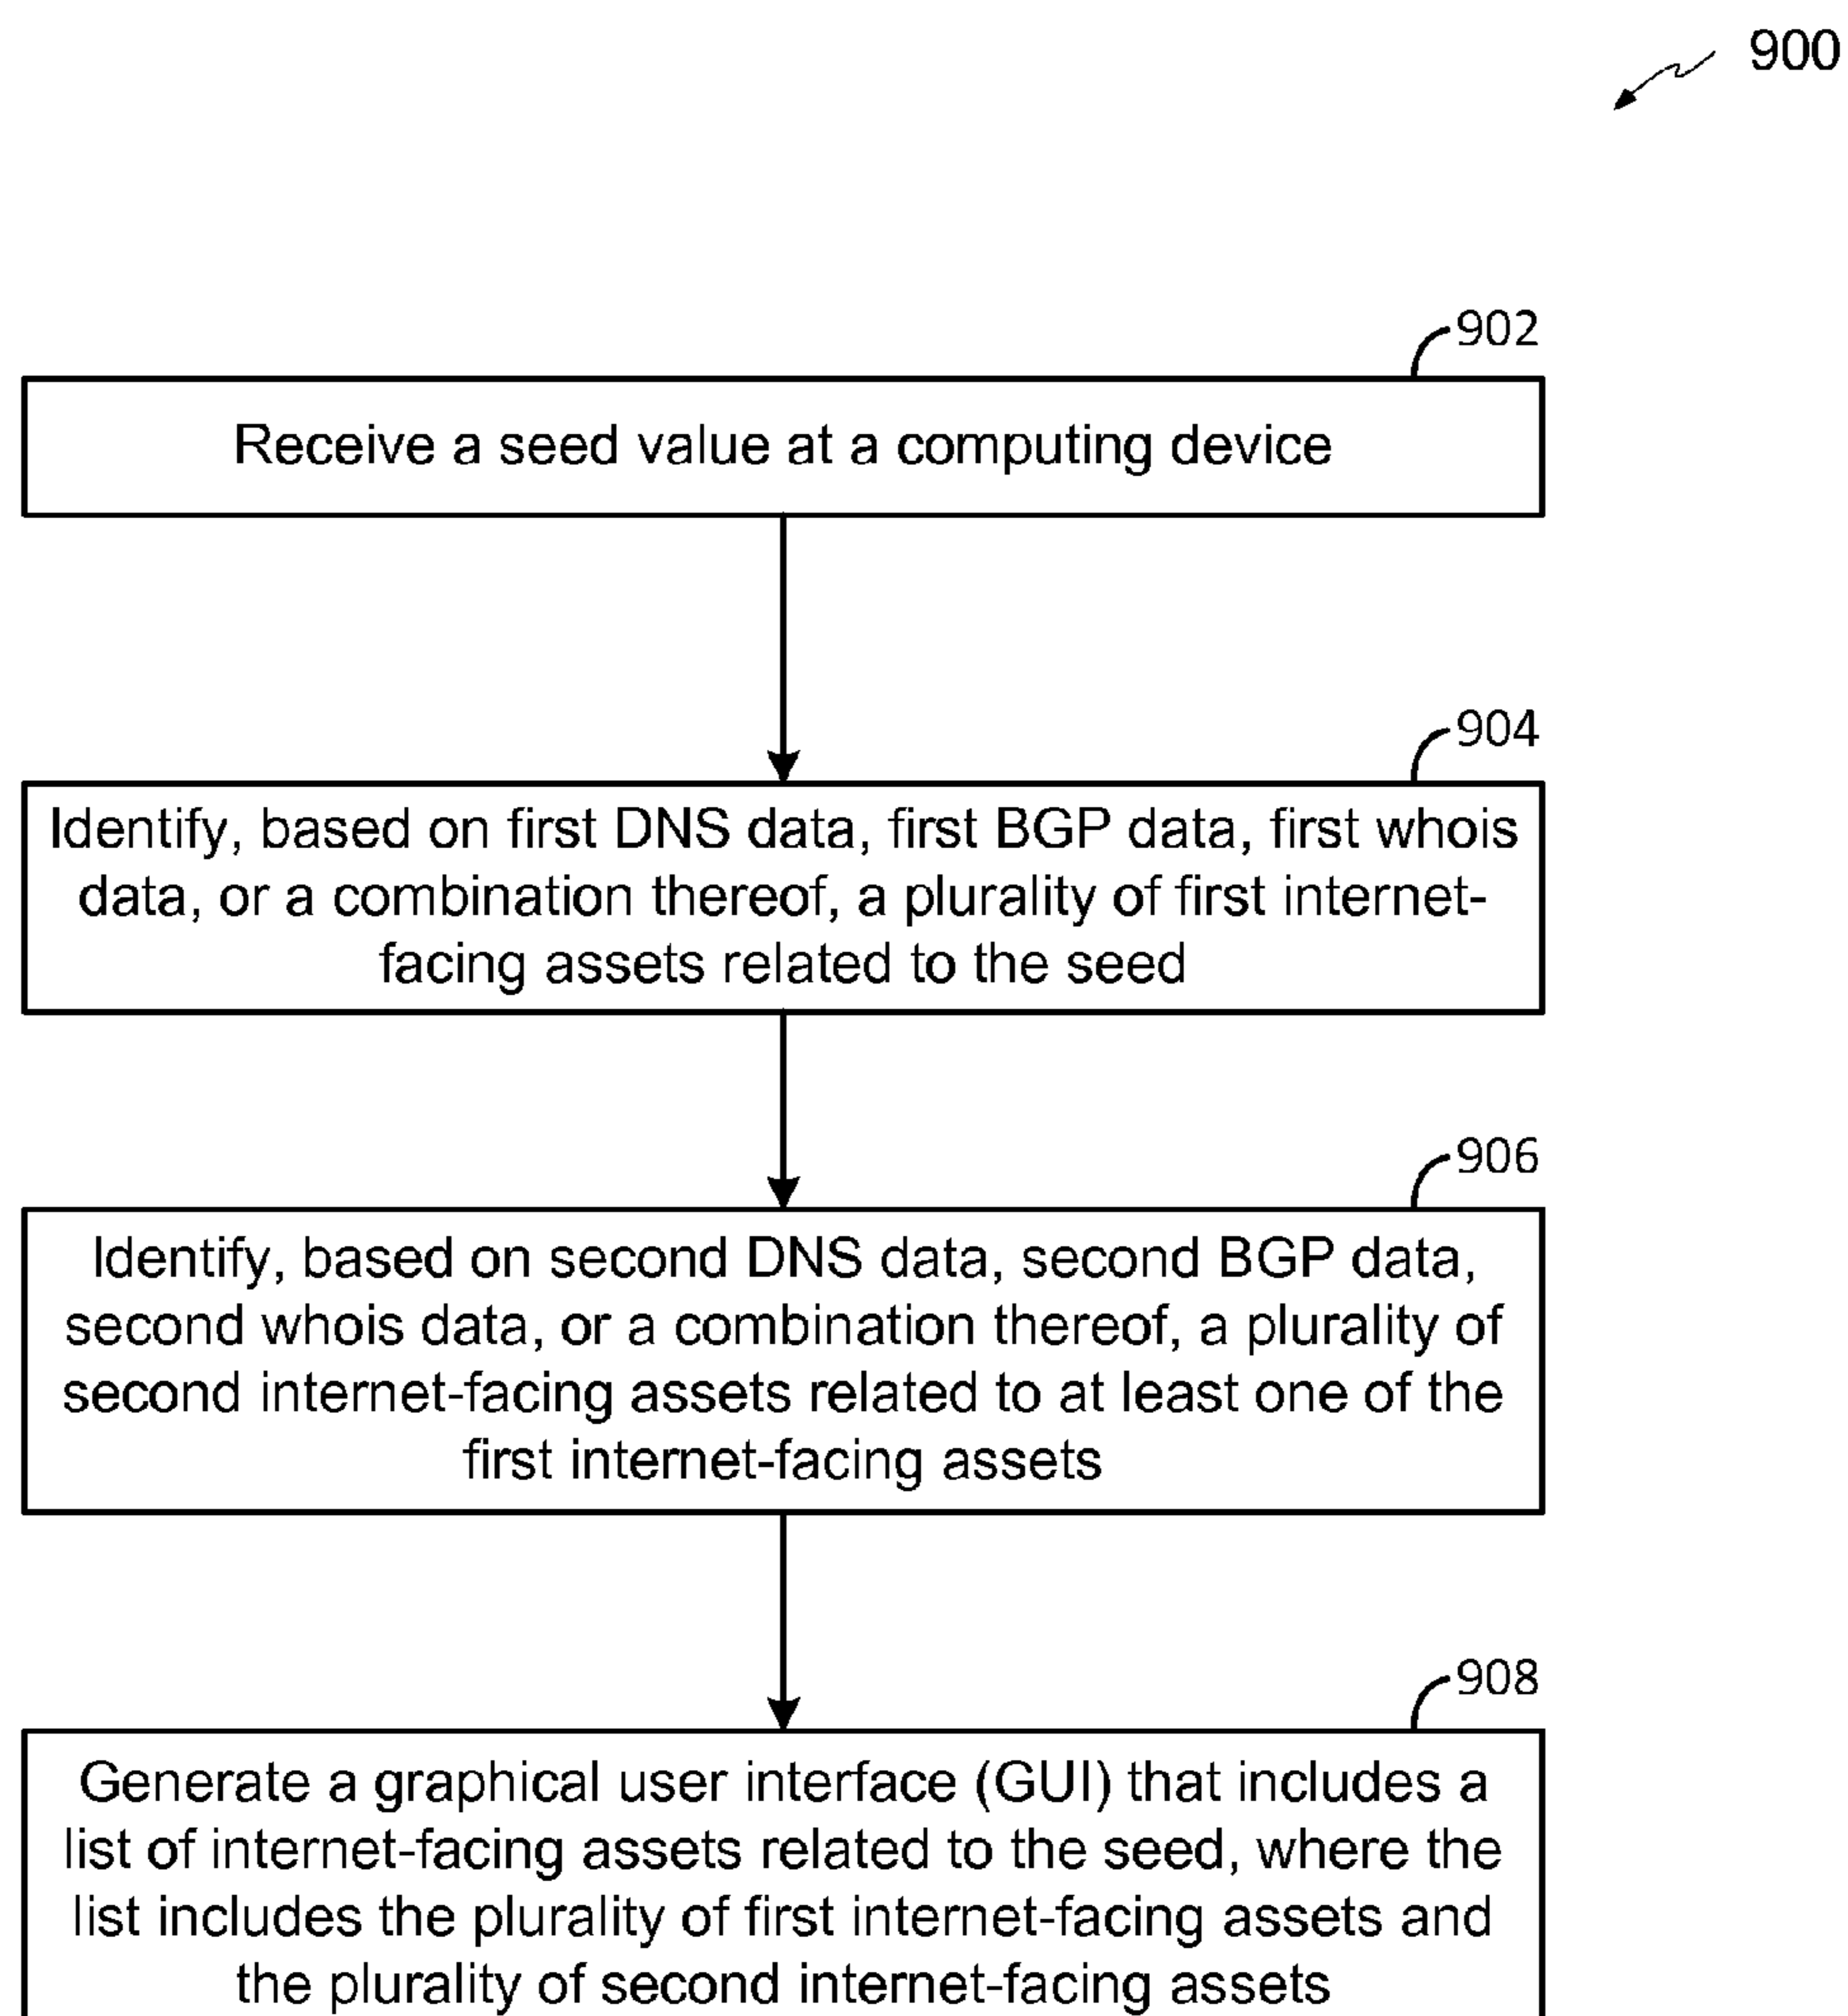 900
902
Receive a seed value at a computing device
904
Identify, based on first DNS data, first BGP data, first whois
data, or a combination thereof, a plurality of first internet-
facing assets related to the seed
906
Identify, based on second DNS data, second BGP data,
second whois data, or a combination thereof, a plurality of
second internet-facing assets related to at least one of the
first internet-facing assets
908
Generate a graphical user interface (GUI) that includes a
list of internet-facing assets related to the seed, where the
list includes the plurality of first internet-facing assets and
the plurality of second internet-facing assets